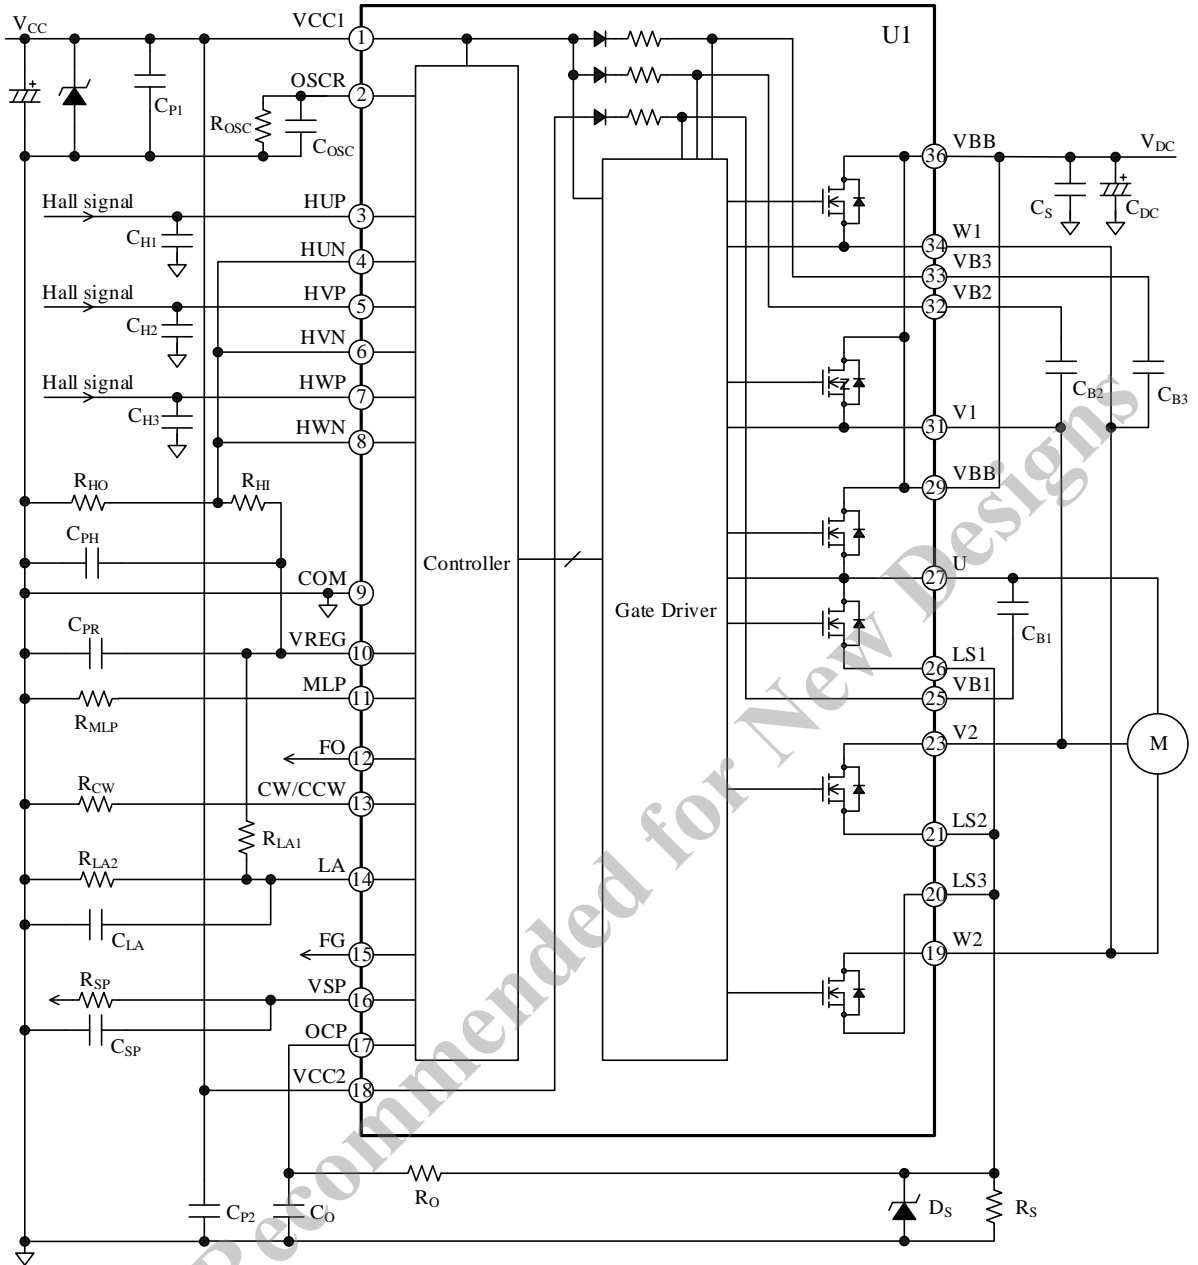 VCC
VCC1
1
U1
OSCR
2
CP1
ROSC
COSC
VBB
36
VDC
CS
CDC
Hall signal
HUP
3
CH1
W1
34
HUN
4
VB3
33
Hall signal
HVP
5
VB2
32
CH2
HVN
6
CB2
CB3
Hall signal
HWP
7
CH3
V1
31
HWN
8
RHO
RHI
VBB
29
CPH
Controller
COM
9
U
27
Gate Driver
CB1
CPR
VREG
10
LS1
26
MLP
11
VB1
25
RMLP
FO
12
V2
23
M
RCW
CW/CCW
13
RLA1
LS2
21
RLA2
LA
14
LS3
20
CLA
FG
15
W2
19
RSP
VSP
16
CSP
OCP
17
VCC2
18
RO
CP2
CO
DS
RS
Recommended for New Designs